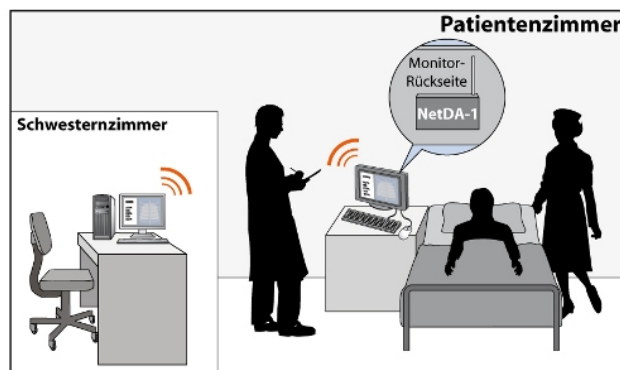 Patientenzimmer
Monitor-
Rückseite
NetDA-1
Schwesternzimmer